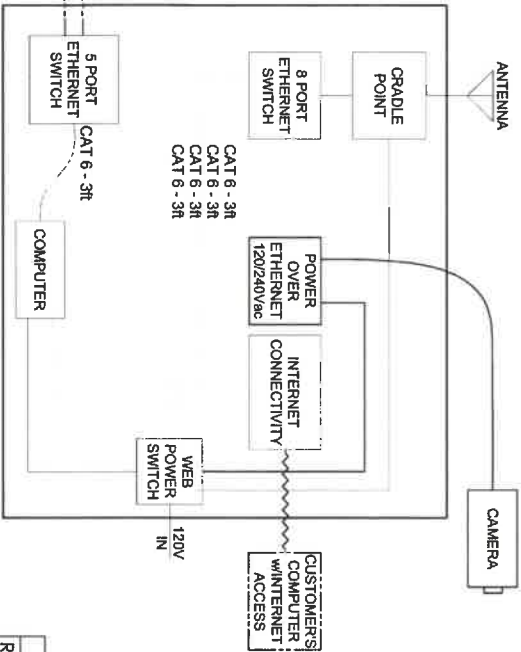 ANTENNA
CRADLE
POINT
8 PORT
ETHERNET
SWITCH
5 PORT
ETHERNET
SWITCH
CAT 6 - 3ft
CAT 6 - 3ft
CAT 6 - 3ft
CAT 6 - 3ft
CAT 6 - 3ft
COMPUTER
POWER
OVER
ETHERNET
120/240Vac
INTERNET
CONNECTIVITY
WEB
POWER
SWITCH
120V
IN
CAMERA
CUSTOMER'S
COMPUTER
w/INTERNET
ACCESS
R